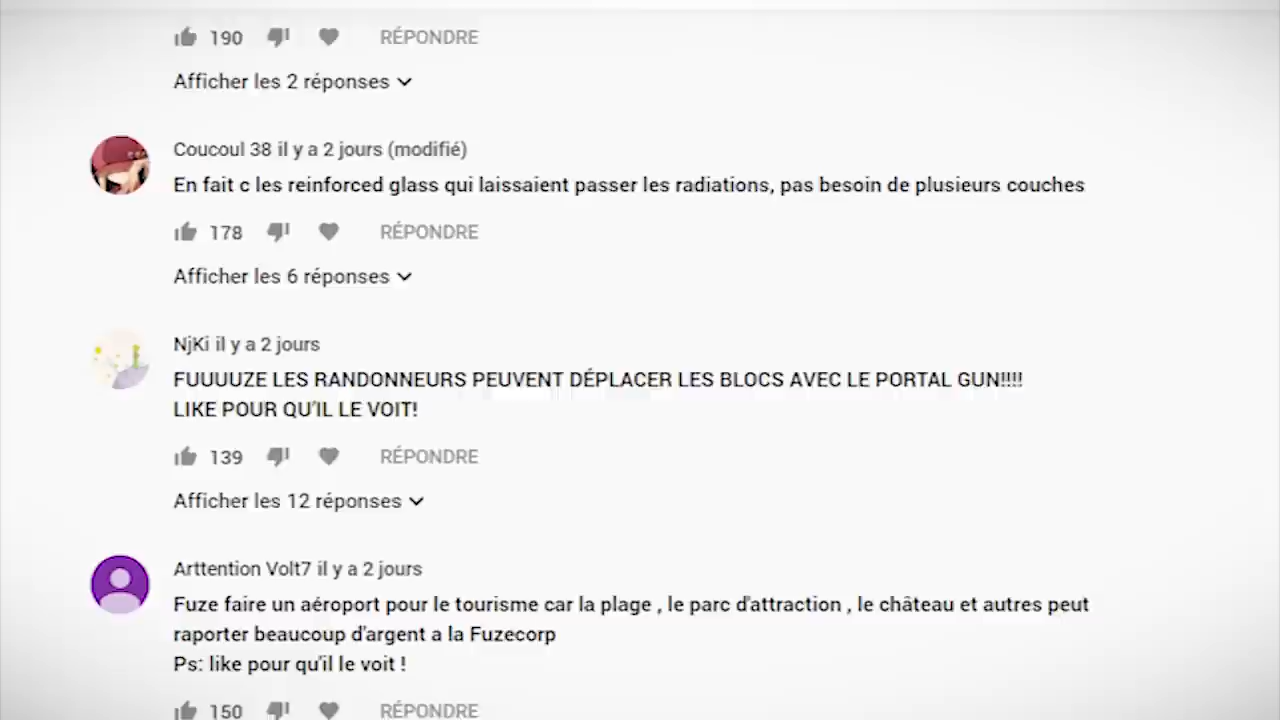 190 RÉPONDRE
Afficher les 2 réponses
Coucoul 38 il y a 2 jours (modifié)
En fait c les reinforced glass qui laissaient passer les radiations, pas besoin de plusieurs couches
178 RÉPONDRE
Afficher les 6 réponses
NjKi il y a 2 jours
FUUUUZE LES RANDONNEURS PEUVENT DÉPLACER LES BLOCS AVEC LE PORTAL GUN!!!!
LIKE POUR QU'IL LE VOIT!
139 RÉPONDRE
Afficher les 12 réponses
Arttention Volt7 il y a 2 jours
Fuze faire un aéroport pour le tourisme car la plage , le parc d'attraction , le château et autres peut
raporter beaucoup d'argent a la Fuzecorp
Ps: like pour qu'il le voit !
150 RÉPONDRE